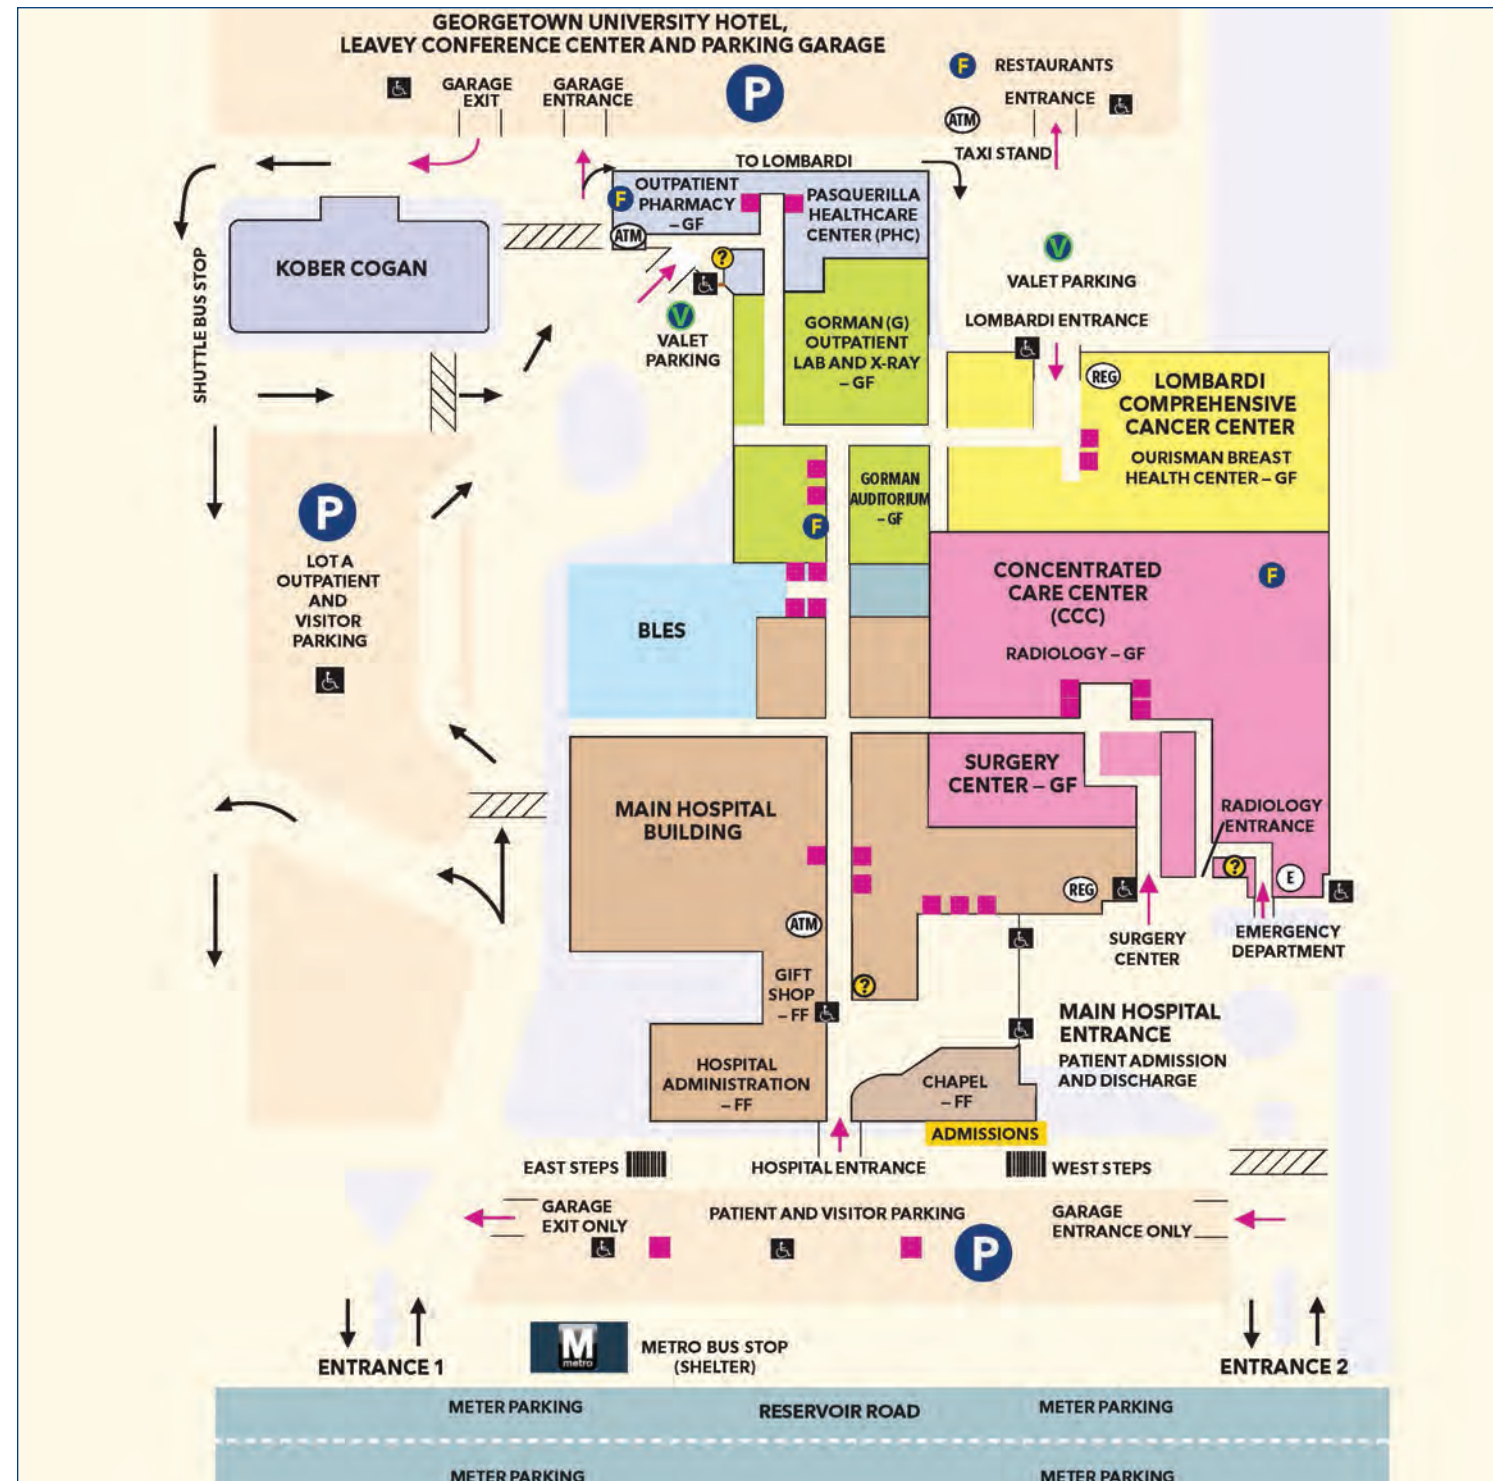 GEORGETOWN UNIVERSITY HOTEL,
LEAVEY CONFERENCE CENTER AND PARKING GARAGE
GARAGE
EXIT
GARAGE
ENTRANCE
P
F
RESTAURANTS
ENTRANCE
ATM
TAXI STAND
TO LOMBARDI
F
OUTPATIENT
PHARMACY
– GF
ATM
PASQUERILLA
HEALTHCARE
CENTER (PHC)
KOBER COGAN
SHUTTLE BUS STOP
?
V
VALET
PARKING
V
VALET PARKING
LOMBARDI ENTRANCE
GORMAN (G)
OUTPATIENT
LAB AND X-RAY
– GF
REG
LOMBARDI
COMPREHENSIVE
CANCER CENTER
OURISMAN BREAST
HEALTH CENTER – GF
GORMAN
AUDITORIUM
– GF
F
P
LOT A
OUTPATIENT
AND
VISITOR
PARKING
BLES
CONCENTRATED
CARE CENTER
(CCC)
F
RADIOLOGY – GF
SURGERY
CENTER – GF
MAIN HOSPITAL
BUILDING
RADIOLOGY
ENTRANCE
?
E
REG
ATM
SURGERY
CENTER
EMERGENCY
DEPARTMENT
GIFT
SHOP
– FF
?
MAIN HOSPITAL
ENTRANCE
PATIENT ADMISSION
AND DISCHARGE
HOSPITAL
ADMINISTRATION
– FF
CHAPEL
– FF
ADMISSIONS
EAST STEPS
HOSPITAL ENTRANCE
WEST STEPS
GARAGE
EXIT ONLY
PATIENT AND VISITOR PARKING
P
GARAGE
ENTRANCE ONLY
ENTRANCE 1
M
metro
METRO BUS STOP
(SHELTER)
ENTRANCE 2
METER PARKING
RESERVOIR ROAD
METER PARKING
METER PARKING
METER PARKING